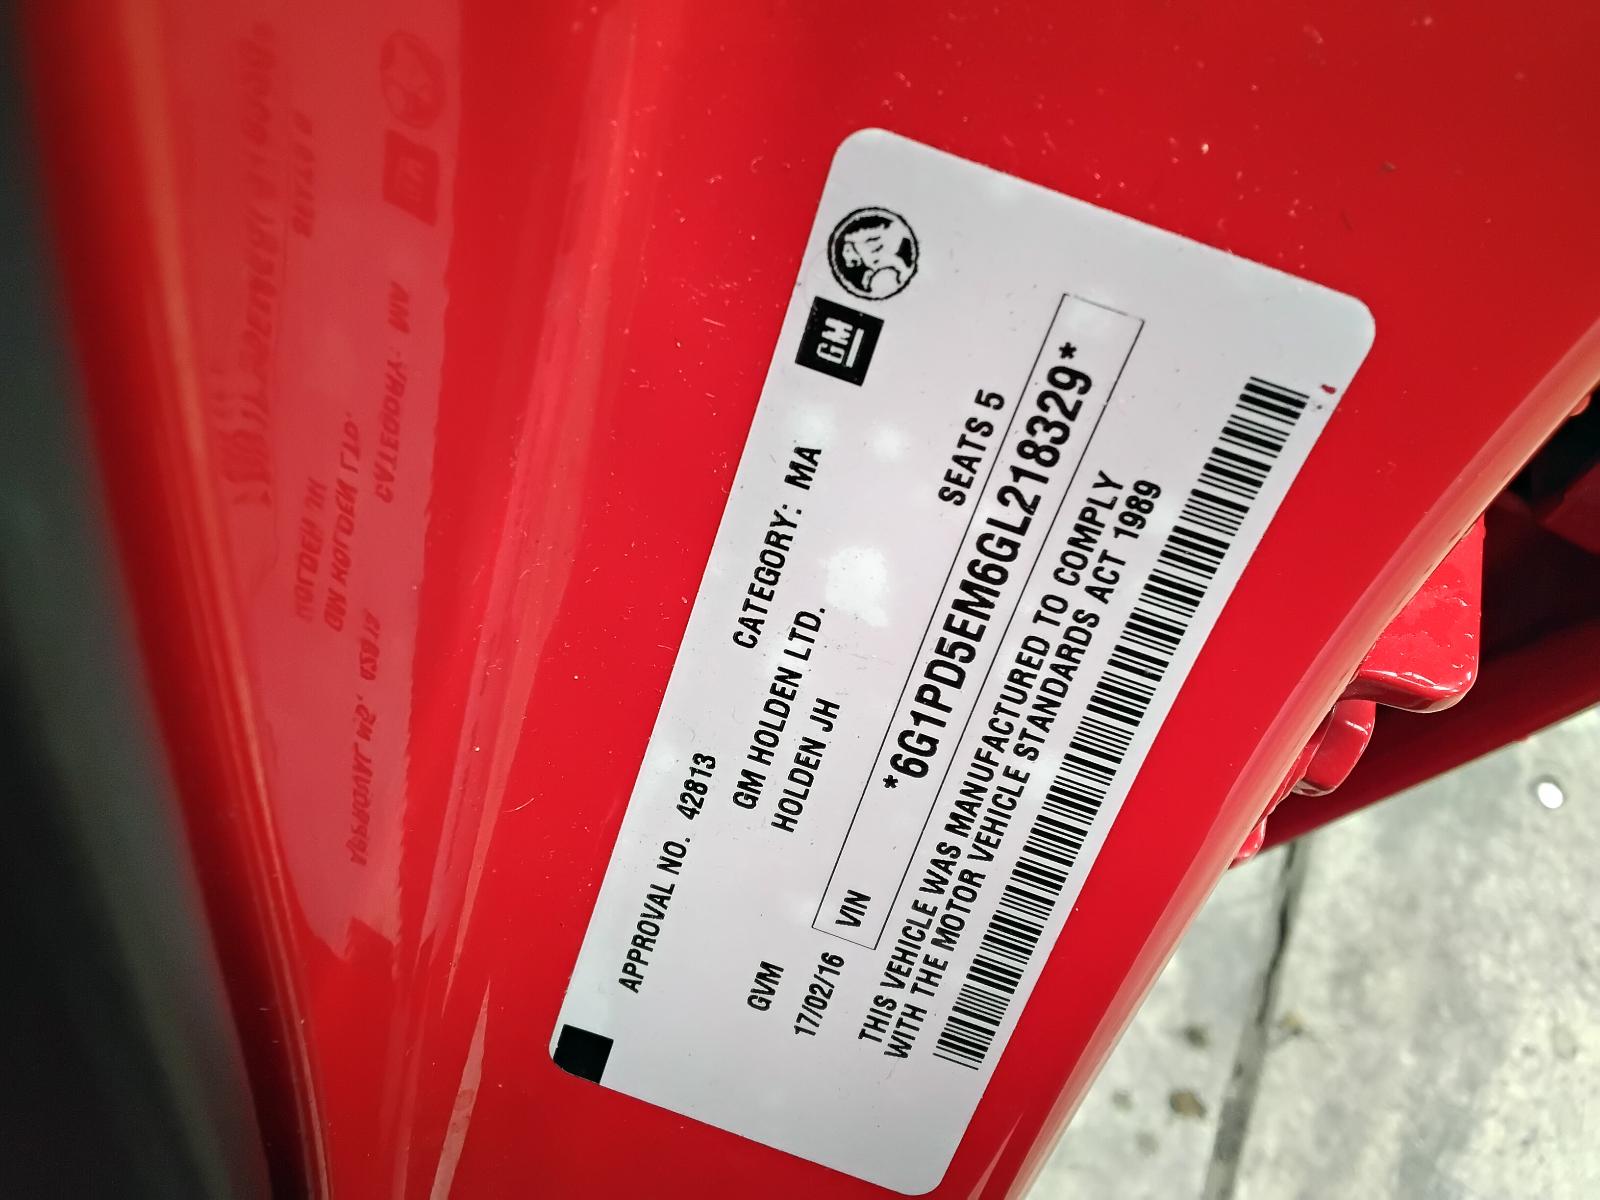 GM
APPROVAL NO. 42813 CATEGORY: MA
GM HOLDEN LTD.
HOLDEN JH
GVM SEATS 5
17/02/16
VIN *6G1PD5EM6GL218329*
THIS VEHICLE WAS MANUFACTURED TO COMPLY
WITH THE MOTOR VEHICLE STANDARDS ACT 1989